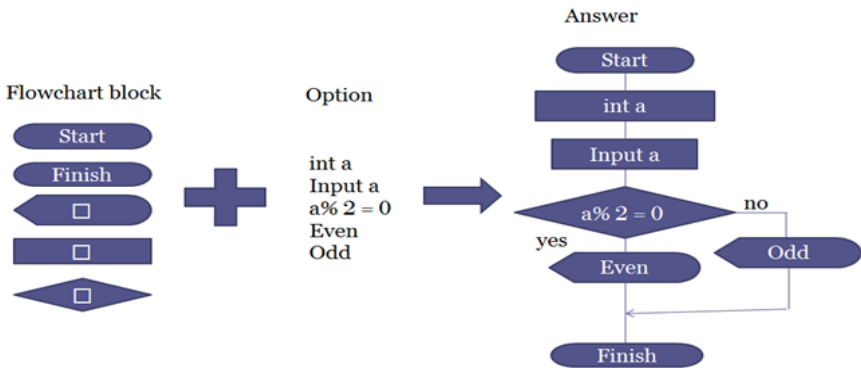 Flowchart block
Start
Finish
Option
int a
Input a
a% 2 = 0
Even
Odd
Answer
Start
int a
Input a
a% 2 = 0
no
yes
Even
Odd
Finish